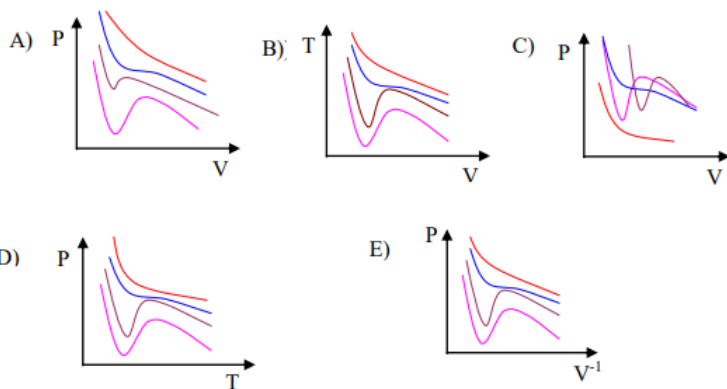 A) P V
B) T V
C) P V
D) P T
E) P V⁻¹